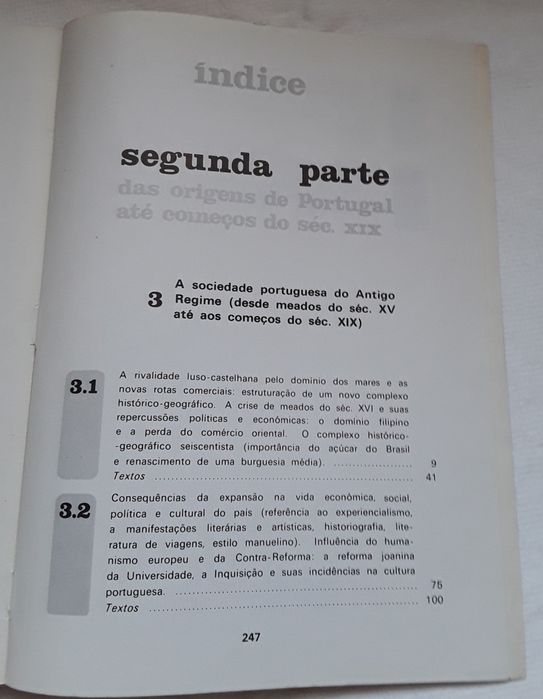 índice
segunda parte
das origens de Portugal
até começos do séc. XIX
3 A sociedade portuguesa do Antigo
Regime (desde meados do séc. XV
até aos começos do séc. XIX)
3.1 A rivalidade luso-castelhana pelo domínio dos mares e as
novas rotas comerciais: estruturação de um novo complexo
histórico-geográfico. A crise de meados do séc. XVI e suas
repercussões políticas e económicas: o domínio filipino
e a perda do comércio oriental. O complexo histórico-
-geográfico seiscentista (importância do açúcar do Brasil
e renascimento de uma burguesia média). .................... 9
Textos ............................................................ 41
3.2 Consequências da expansão na vida económica, social,
política e cultural do país (referência ao experiencialismo,
a manifestações literárias e artísticas, historiografia, lite-
ratura de viagens, estilo manuelino). Influência do huma-
nismo europeu e da Contra-Reforma: a reforma joanina
da Universidade, a Inquisição e suas incidências na cultura
portuguesa. ........................................................ 75
Textos ............................................................ 100
247